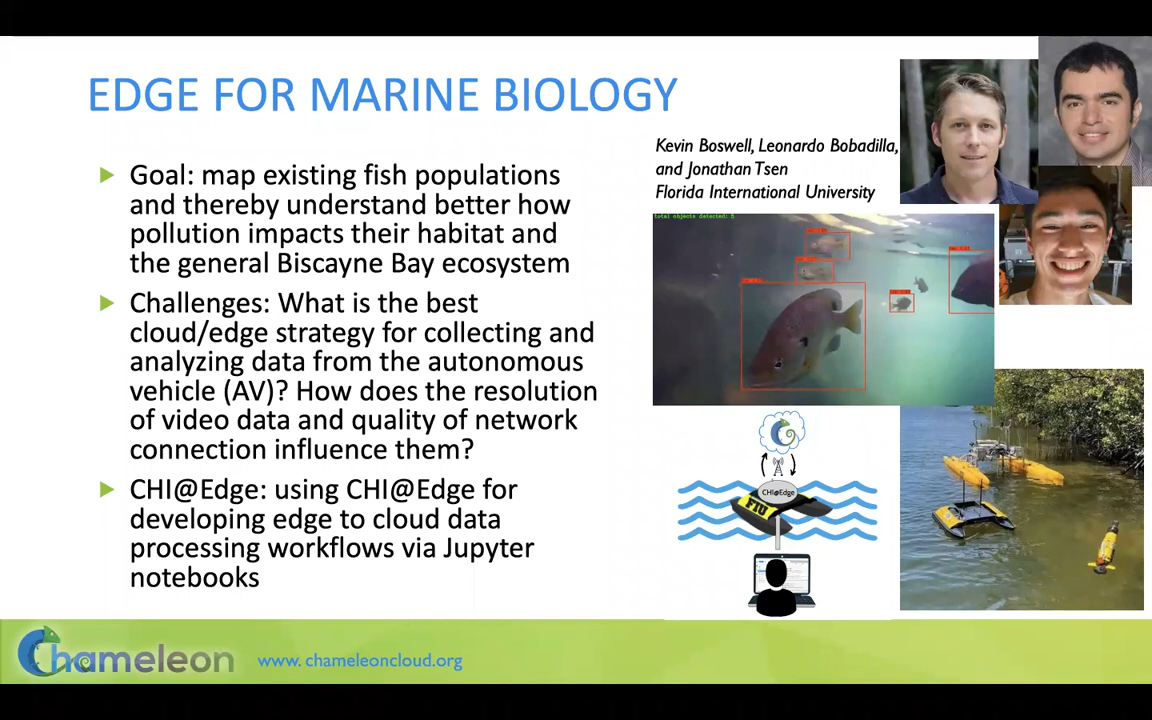 EDGE FOR MARINE BIOLOGY
Goal: map existing fish populations
and thereby understand better how
pollution impacts their habitat and
the general Biscayne Bay ecosystem
Challenges: What is the best
cloud/edge strategy for collecting and
analyzing data from the autonomous
vehicle (AV)? How does the resolution
of video data and quality of network
connection influence them?
CHI@Edge: using CHI@Edge for
developing edge to cloud data
processing workflows via Jupyter
notebooks
Kevin Boswell, Leonardo Bobadilla,
and Jonathan Tsen
Florida International University
total objects detected: 5
CHI@Edge
FIU
Chameleon
www. chameleoncloud.org